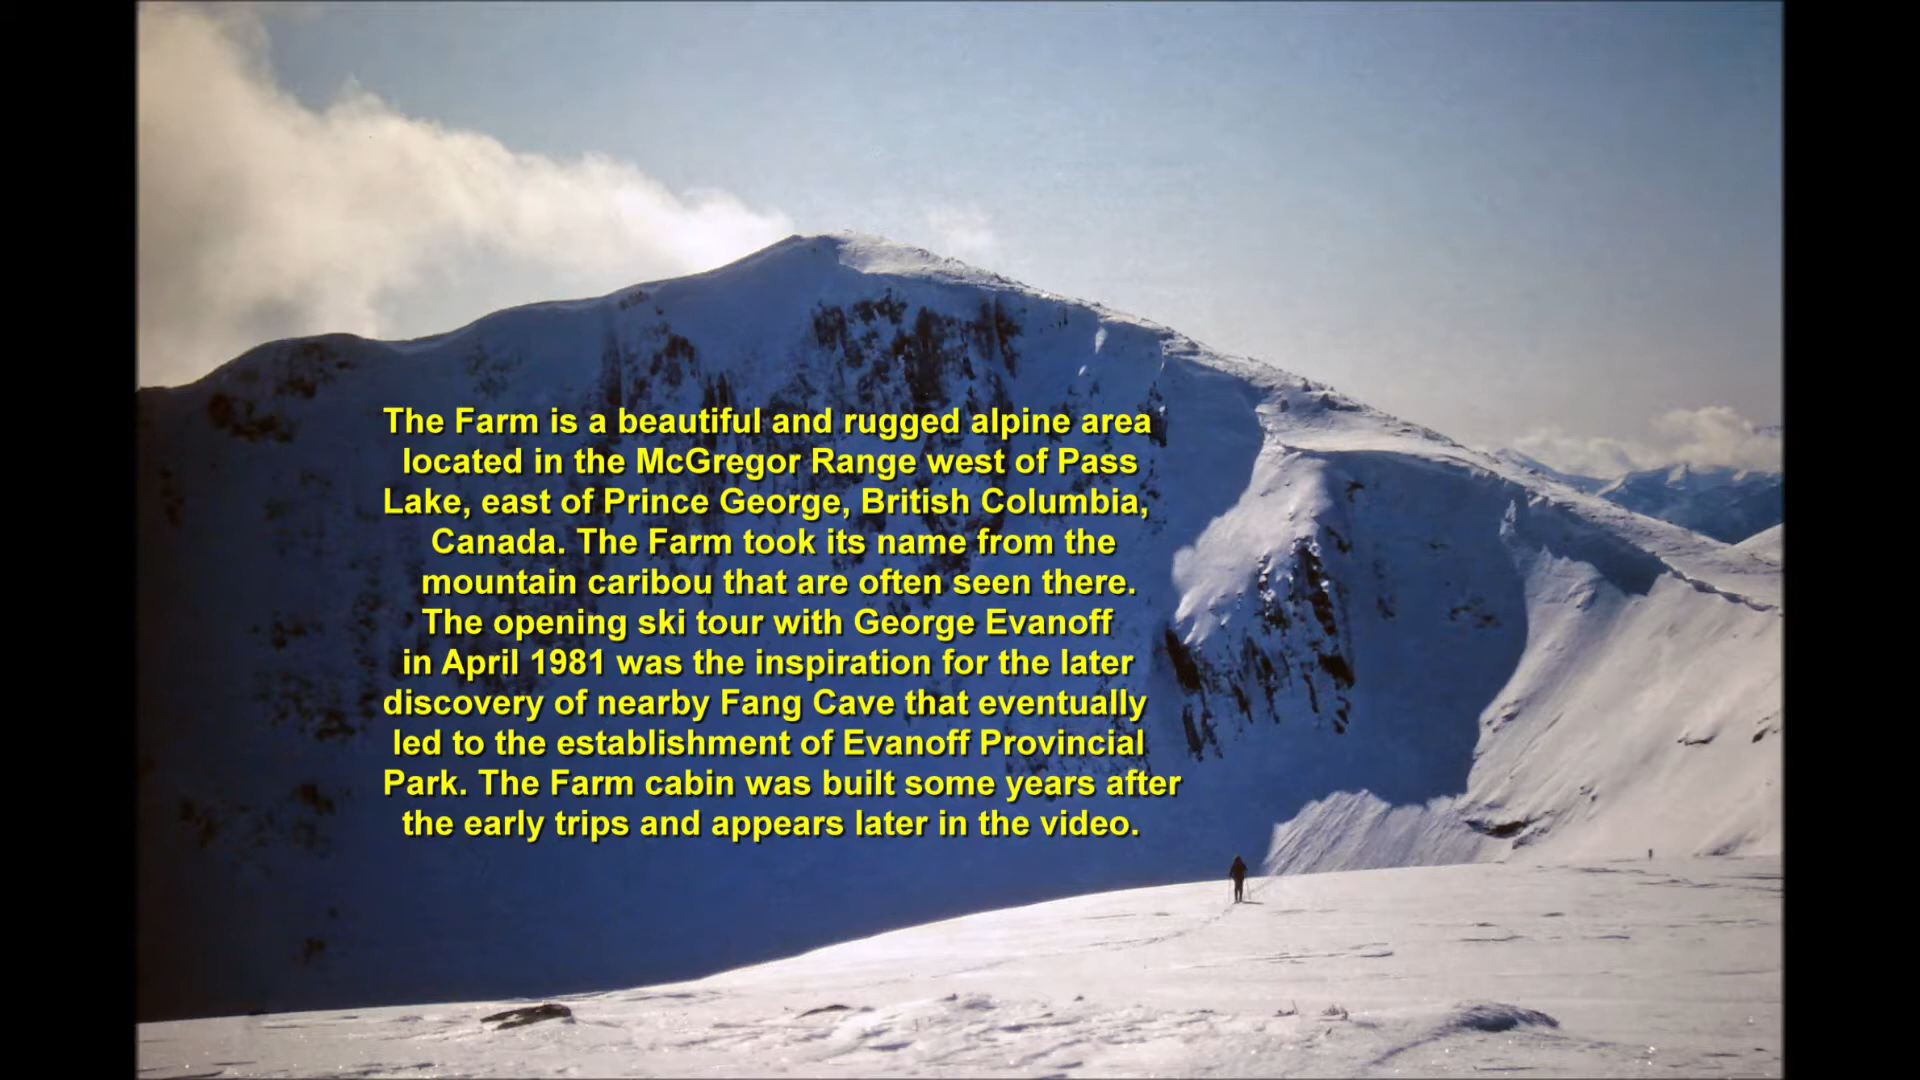 The Farm is a beautiful and rugged alpine area
located in the McGregor Range west of Pass
Lake, east of Prince George, British Columbia,
Canada. The Farm took its name from the
mountain caribou that are often seen there.
The opening ski tour with George Evanoff
in April 1981 was the inspiration for the later
discovery of nearby Fang Cave that eventually
led to the establishment of Evanoff Provincial
Park. The Farm cabin was built some years after
the early trips and appears later in the video.